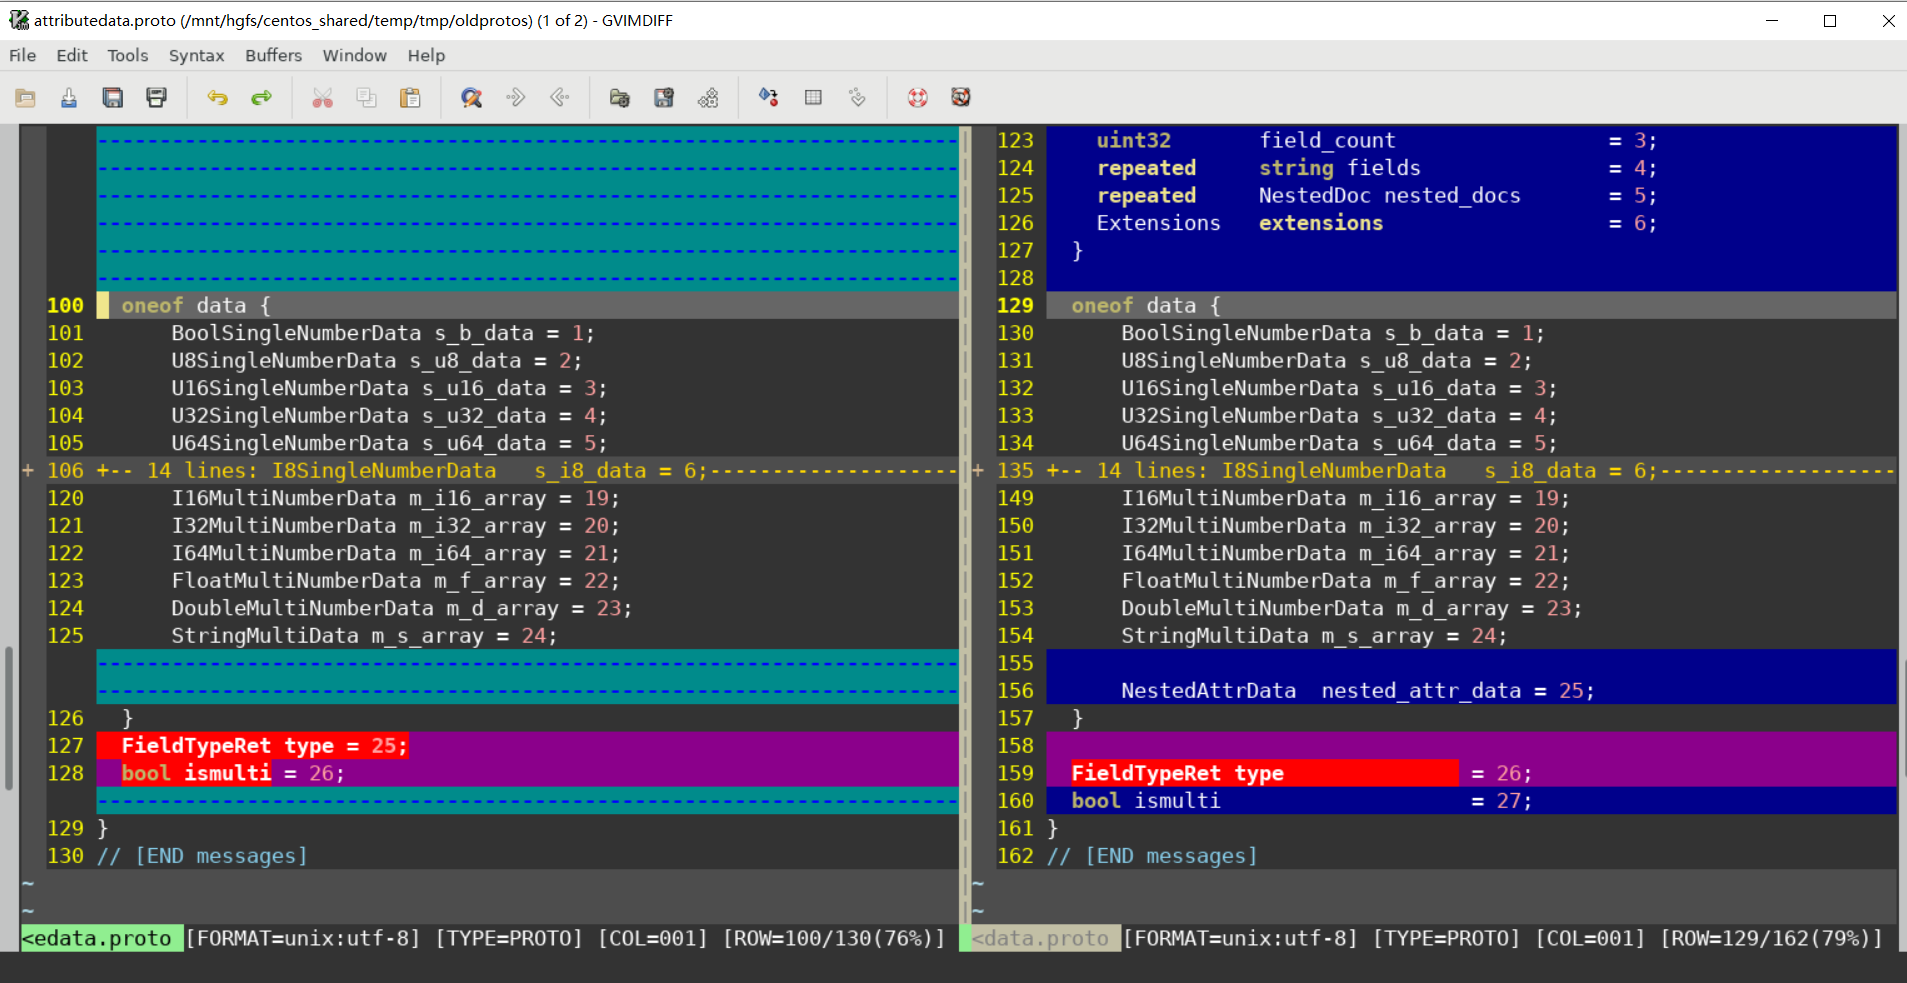 attributedata.proto (/mnt/hgfs/centos_shared/temp/tmp/oldprotos) (1 of 2) - GVIMDIFF
File Edit Tools Syntax Buffers Window Help
100 oneof data {
101 BoolSingleNumberData s_b_data = 1;
102 U8SingleNumberData s_u8_data = 2;
103 U16SingleNumberData s_u16_data = 3;
104 U32SingleNumberData s_u32_data = 4;
105 U64SingleNumberData s_u64_data = 5;
+ 106 +-- 14 lines: I8SingleNumberData   s_i8_data = 6;--------------------
120 I16MultiNumberData m_i16_array = 19;
121 I32MultiNumberData m_i32_array = 20;
122 I64MultiNumberData m_i64_array = 21;
123 FloatMultiNumberData m_f_array = 22;
124 DoubleMultiNumberData m_d_array = 23;
125 StringMultiData m_s_array = 24;
126 }
127 FieldTypeRet type = 25;
128 bool ismulti = 26;
129 }
130 // [END messages]
~
~
<edata.proto [FORMAT=unix:utf-8] [TYPE=PROTO] [COL=001] [ROW=100/130(76%)]
123 uint32 field_count = 3;
124 repeated string fields = 4;
125 repeated NestedDoc nested_docs = 5;
126 Extensions extensions = 6;
127 }
128
129 oneof data {
130 BoolSingleNumberData s_b_data = 1;
131 U8SingleNumberData s_u8_data = 2;
132 U16SingleNumberData s_u16_data = 3;
133 U32SingleNumberData s_u32_data = 4;
134 U64SingleNumberData s_u64_data = 5;
+ 135 +-- 14 lines: I8SingleNumberData   s_i8_data = 6;-------------------
149 I16MultiNumberData m_i16_array = 19;
150 I32MultiNumberData m_i32_array = 20;
151 I64MultiNumberData m_i64_array = 21;
152 FloatMultiNumberData m_f_array = 22;
153 DoubleMultiNumberData m_d_array = 23;
154 StringMultiData m_s_array = 24;
155
156 NestedAttrData nested_attr_data = 25;
157 }
158
159 FieldTypeRet type = 26;
160 bool ismulti = 27;
161 }
162 // [END messages]
~
~
<data.proto [FORMAT=unix:utf-8] [TYPE=PROTO] [COL=001] [ROW=129/162(79%)]